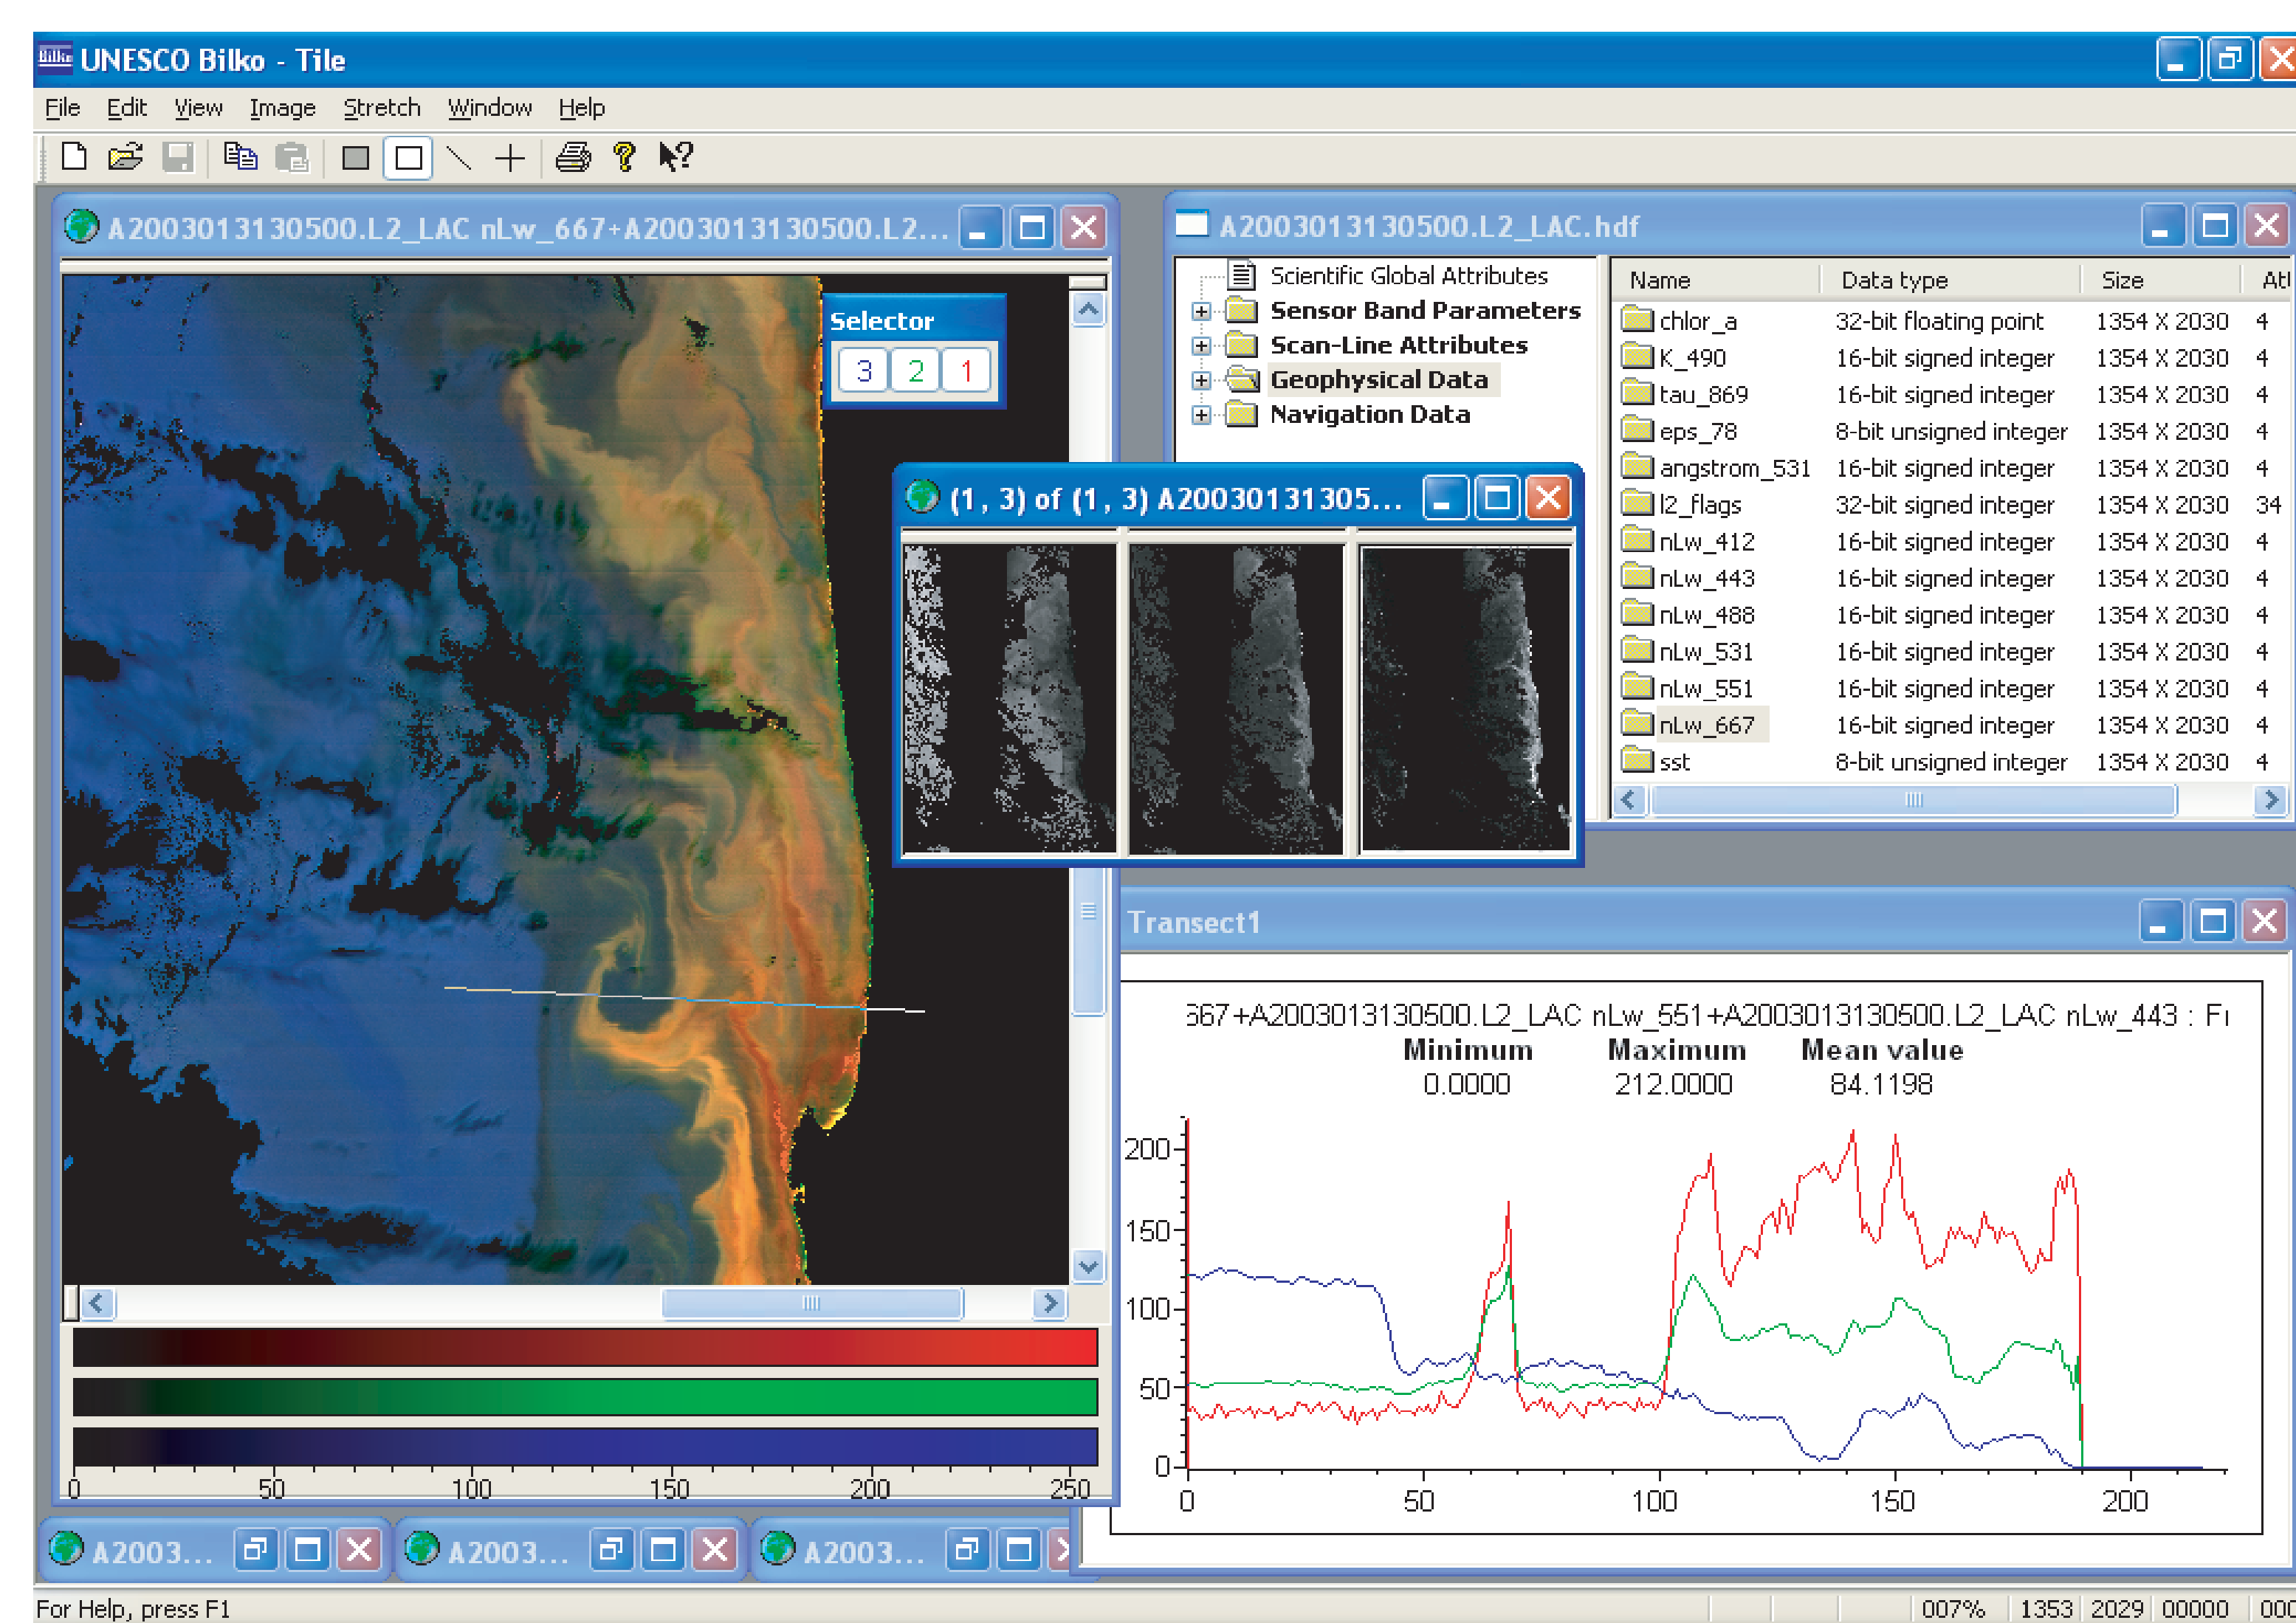 UNESCO Bilko - Tile
File Edit View Image Stretch Window Help
A2003013130500.L2_LAC nLw_667+A2003013130500.L2...
Selector
3 2 1
A2003013130500.L2_LAC.hdf
Scientific Global Attributes
Sensor Band Parameters
Scan-Line Attributes
Geophysical Data
Navigation Data
Name Data type Size
chlor_a 32-bit floating point 1354 X 2030 4
K_490 16-bit signed integer 1354 X 2030 4
tau_869 16-bit signed integer 1354 X 2030 4
eps_78 8-bit unsigned integer 1354 X 2030 4
angstrom_531 16-bit signed integer 1354 X 2030 4
l2_flags 32-bit signed integer 1354 X 2030 34
nLw_412 16-bit signed integer 1354 X 2030 4
nLw_443 16-bit signed integer 1354 X 2030 4
nLw_488 16-bit signed integer 1354 X 2030 4
nLw_531 16-bit signed integer 1354 X 2030 4
nLw_551 16-bit signed integer 1354 X 2030 4
nLw_667 16-bit signed integer 1354 X 2030 4
sst 8-bit unsigned integer 1354 X 2030 4
(1, 3) of (1, 3) A20030131305...
Transect1
667+A2003013130500.L2_LAC nLw_551+A2003013130500.L2_LAC nLw_443 :
Minimum Maximum Mean value
0.0000 212.0000 84.1198
200
150
100
50
0
0 50 100 150 200
0 50 100 150 200 250
A2003... A2003... A2003...
For Help, press F1
007% 1353 2029 00000